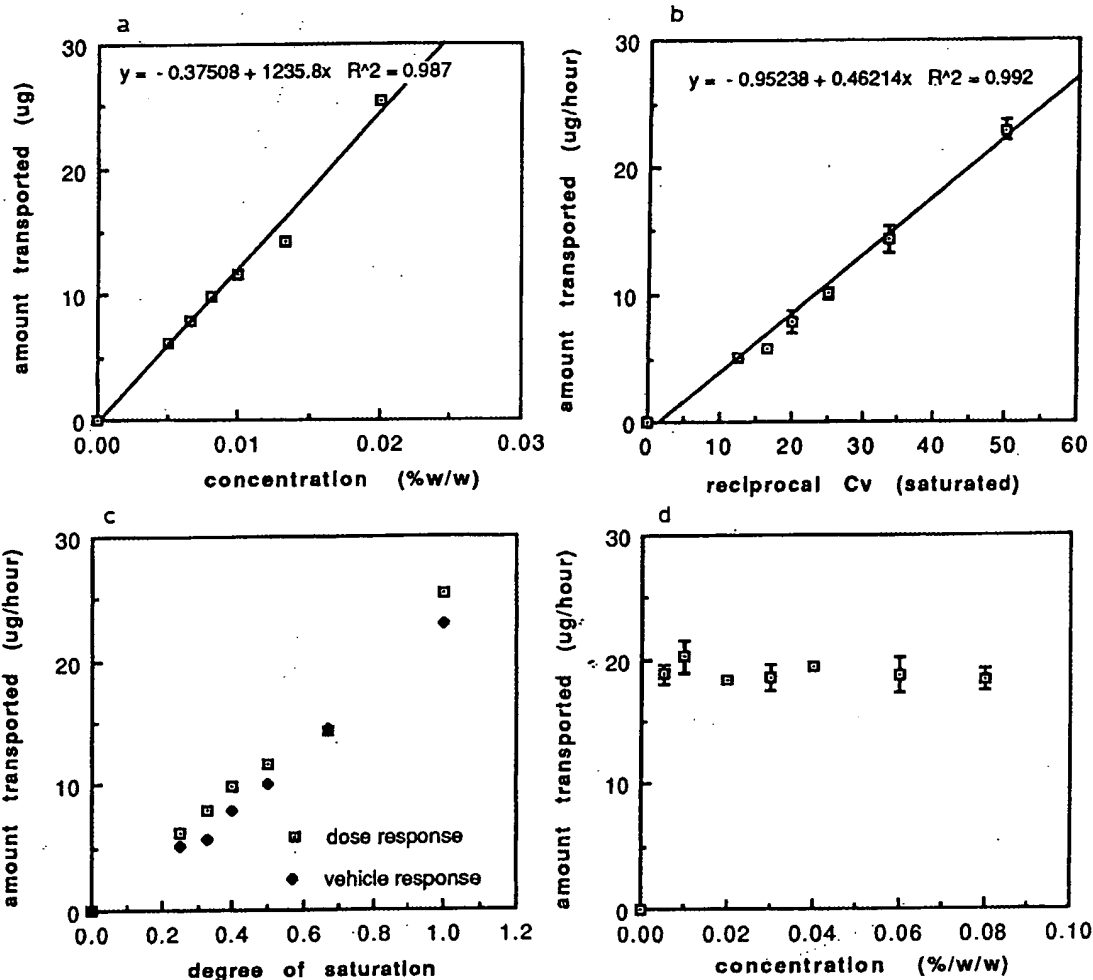 a
30
20
10
0
y = - 0.37508 + 1235.8x R^2 = 0.987
amount transported (ug)
0.00 0.01 0.02 0.03
concentration (%w/w)
b
30
20
10
0
y = - 0.95238 + 0.46214x R^2 = 0.992
amount transported (ug/hour)
0 10 20 30 40 50 60
reciprocal Cv (saturated)
c
30
20
10
0
amount transported (ug/hour)
dose response
vehicle response
0.0 0.2 0.4 0.6 0.8 1.0 1.2
degree of saturation
d
30
20
10
0
amount transported (ug/hour)
0.00 0.02 0.04 0.06 0.08 0.10
concentration (%/w/w)